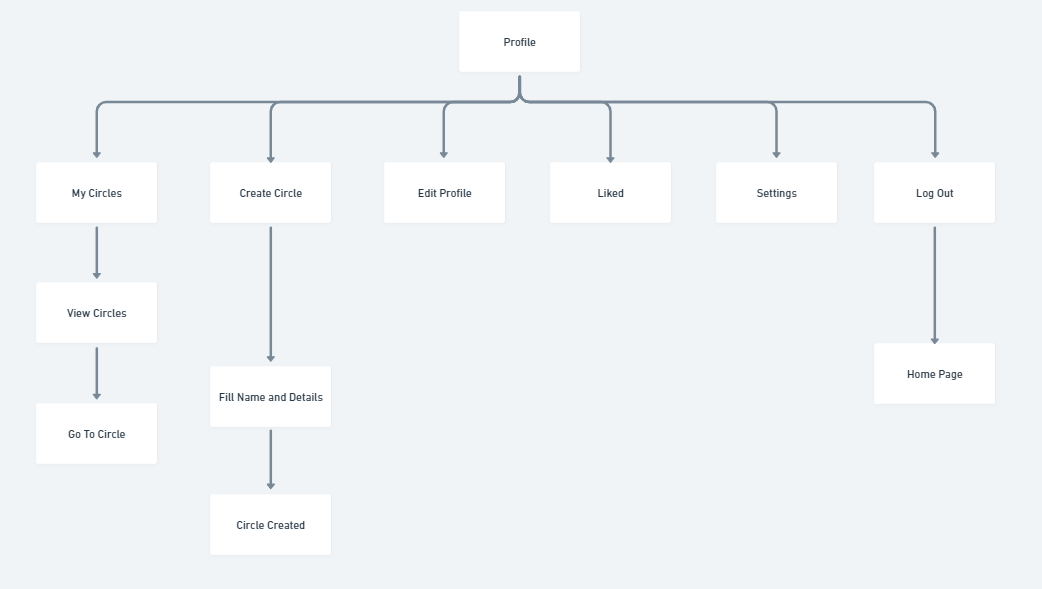 Profile
My Circles
Create Circle
Edit Profile
Liked
Settings
Log Out
View Circles
Fill Name and Details
Home Page
Go To Circle
Circle Created